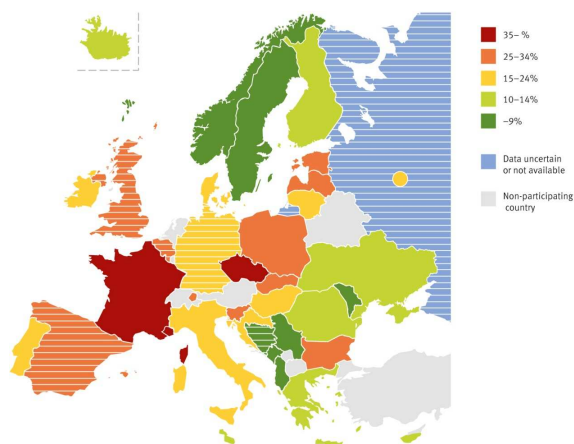 35– %
25–34%
15–24%
10–14%
–9%
Data uncertain
or not available
Non-participating
country